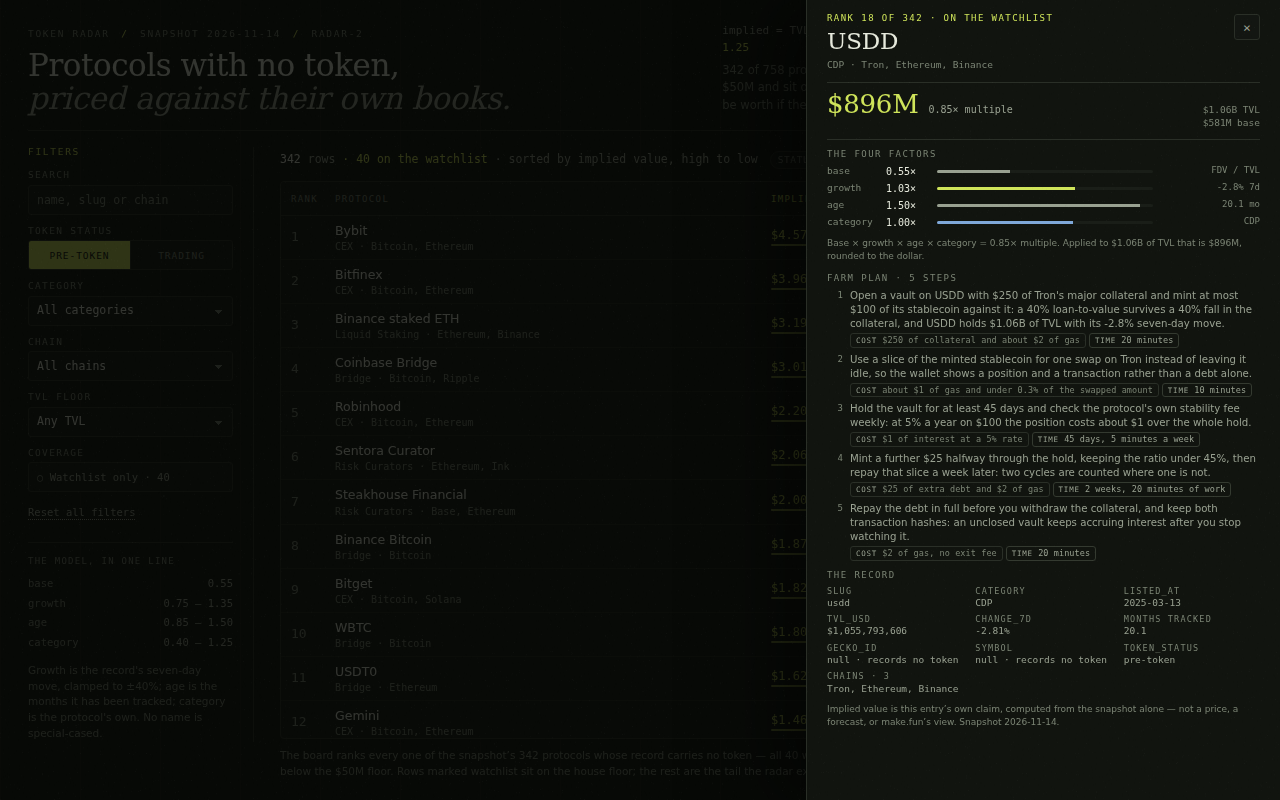 TOKEN RADAR / SNAPSHOT 2026-11-14 / RADAR-2
Protocols with no token,
priced against their own books.
implied = TVL
1.25
342 of 758 pro
$50M and sit o
be worth if the
FILTERS
SEARCH
name, slug or chain
TOKEN STATUS
PRE-TOKEN TRADING
CATEGORY
All categories
CHAIN
All chains
TVL FLOOR
Any TVL
COVERAGE
Watchlist only · 40
Reset all filters
THE MODEL, IN ONE LINE
base 0.55
growth 0.75 — 1.35
age 0.85 — 1.50
category 0.40 — 1.25
Growth is the record's seven-day
move, clamped to ±40%; age is the
months it has been tracked; category
is the protocol's own. No name is
special-cased.
342 rows · 40 on the watchlist · sorted by implied value, high to low
RANK PROTOCOL IMPLI
1 Bybit $4.57
CEX · Bitcoin, Ethereum
2 Bitfinex $3.96
CEX · Bitcoin, Ethereum
3 Binance staked ETH $3.19
Liquid Staking · Ethereum, Binance
4 Coinbase Bridge $3.01
Bridge · Bitcoin, Ripple
5 Robinhood $2.20
CEX · Bitcoin, Ethereum
6 Sentora Curator $2.06
Risk Curators · Ethereum, Ink
7 Steakhouse Financial $2.00
Risk Curators · Base, Ethereum
8 Binance Bitcoin $1.87
Bridge · Bitcoin
9 Bitget $1.82
CEX · Bitcoin, Solana
10 WBTC $1.80
Bridge · Bitcoin
11 USDT0 $1.62
Bridge · Ethereum
12 Gemini $1.46
CEX · Bitcoin, Ethereum
The board ranks every one of the snapshot's 342 protocols whose record carries no token — all 40 w
below the $50M floor. Rows marked watchlist sit on the house floor; the rest are the tail the radar ex
RANK 18 OF 342 · ON THE WATCHLIST
×
USDD
CDP · Tron, Ethereum, Binance
$896M 0.85× multiple
$1.06B TVL
$581M base
THE FOUR FACTORS
base 0.55× FDV / TVL
growth 1.03× -2.8% 7d
age 1.50× 20.1 mo
category 1.00× CDP
Base × growth × age × category = 0.85× multiple. Applied to $1.06B of TVL that is $896M,
rounded to the dollar.
FARM PLAN · 5 STEPS
1 Open a vault on USDD with $250 of Tron's major collateral and mint at most
$100 of its stablecoin against it: a 40% loan-to-value survives a 40% fall in the
collateral, and USDD holds $1.06B of TVL with its -2.8% seven-day move.
COST $250 of collateral and about $2 of gas TIME 20 minutes
2 Use a slice of the minted stablecoin for one swap on Tron instead of leaving it
idle, so the wallet shows a position and a transaction rather than a debt alone.
COST about $1 of gas and under 0.3% of the swapped amount TIME 10 minutes
3 Hold the vault for at least 45 days and check the protocol's own stability fee
weekly: at 5% a year on $100 the position costs about $1 over the whole hold.
COST $1 of interest at a 5% rate TIME 45 days, 5 minutes a week
4 Mint a further $25 halfway through the hold, keeping the ratio under 45%, then
repay that slice a week later: two cycles are counted where one is not.
COST $25 of extra debt and $2 of gas TIME 2 weeks, 20 minutes of work
5 Repay the debt in full before you withdraw the collateral, and keep both
transaction hashes: an unclosed vault keeps accruing interest after you stop
watching it.
COST $2 of gas, no exit fee TIME 20 minutes
THE RECORD
SLUG CATEGORY LISTED_AT
usdd CDP 2025-03-13
TVL_USD CHANGE_7D MONTHS TRACKED
$1,055,793,606 -2.81% 20.1
GECKO_ID SYMBOL TOKEN_STATUS
null · records no token null · records no token pre-token
CHAINS · 3
Tron, Ethereum, Binance
Implied value is this entry's own claim, computed from the snapshot alone — not a price, a
forecast, or make.fun's view. Snapshot 2026-11-14.